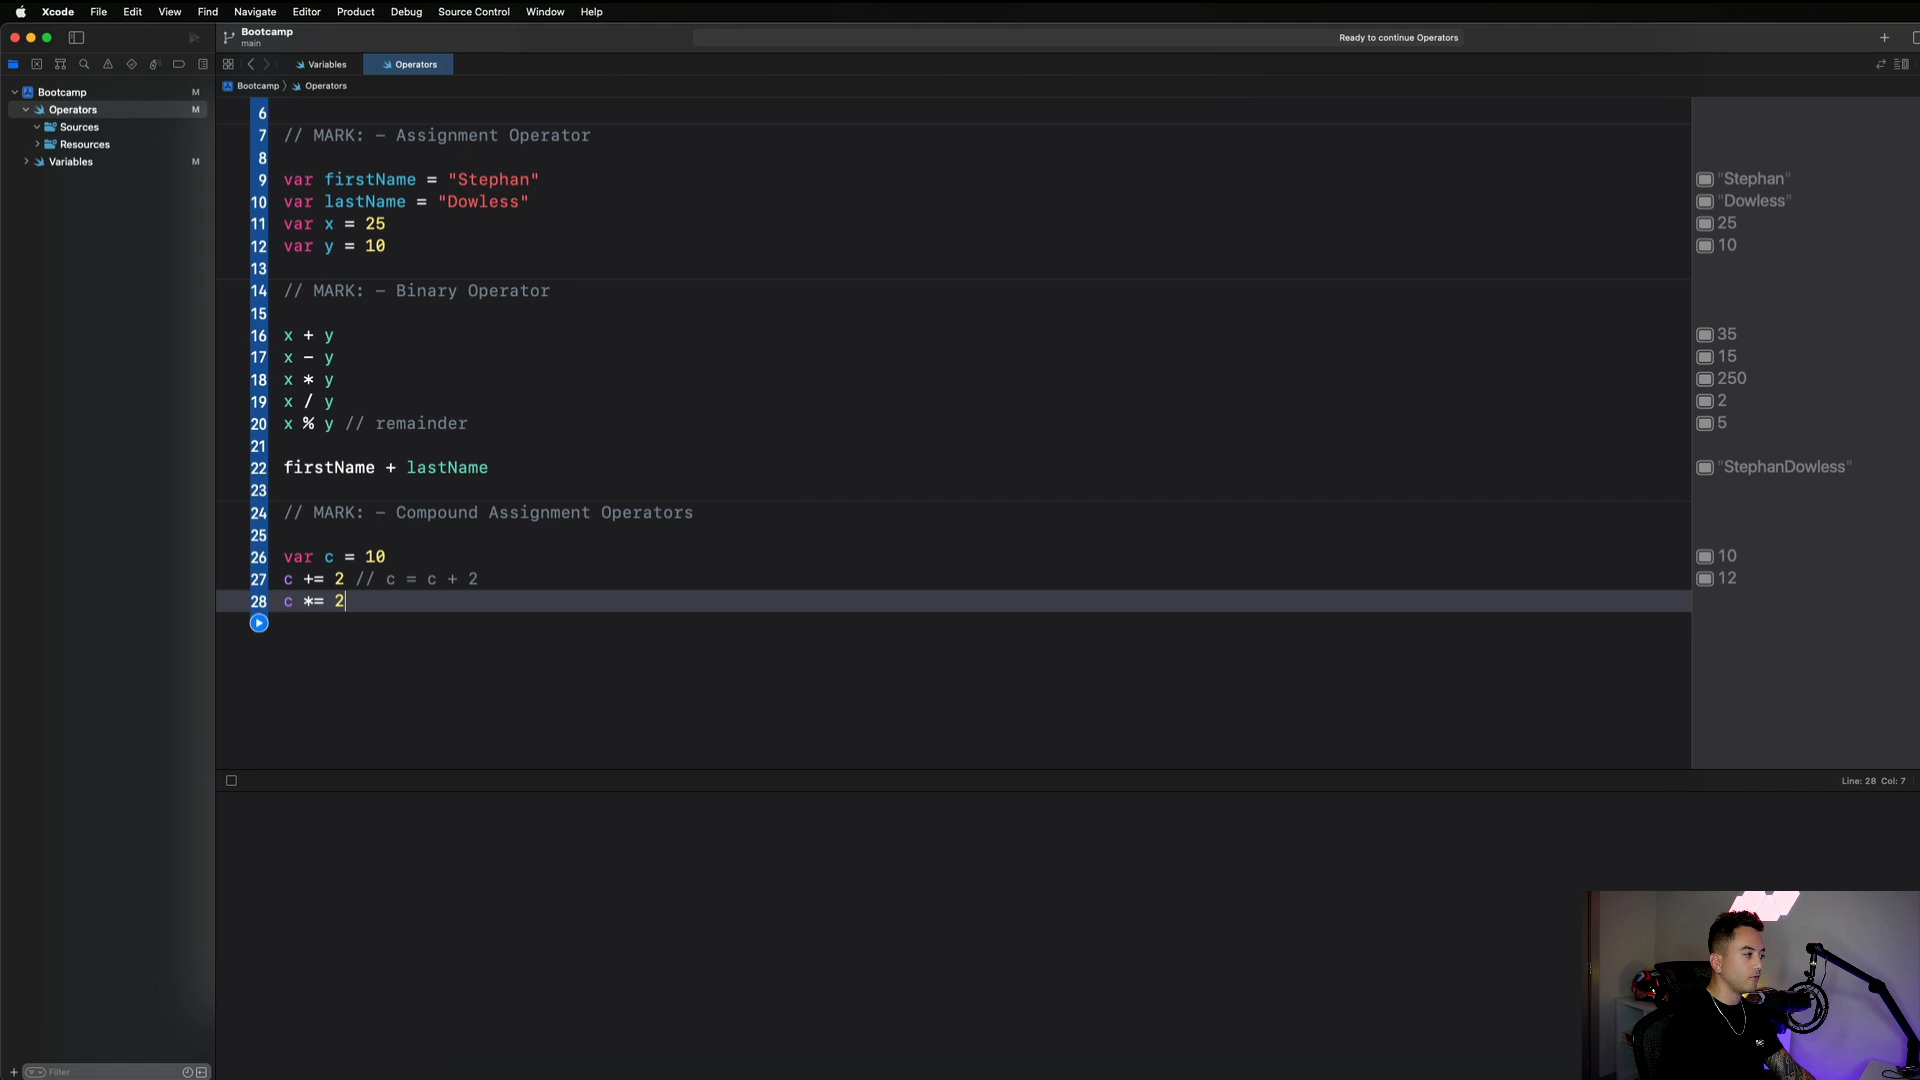 Xcode File Edit View Find Navigate Editor Product Debug Source Control Window Help
Bootcamp
main
Ready to continue Operators
Variables
Operators
Bootcamp 〉 Operators
Bootcamp M
Operators M
Sources
Resources
Variables M
6
7 // MARK: - Assignment Operator
8
9 var firstName = "Stephan"
10 var lastName = "Dowless"
11 var x = 25
12 var y = 10
13
14 // MARK: - Binary Operator
15
16 x + y
17 x - y
18 x * y
19 x / y
20 x % y // remainder
21
22 firstName + lastName
23
24 // MARK: - Compound Assignment Operators
25
26 var c = 10
27 c += 2 // c = c + 2
28 c *= 2
"Stephan"
"Dowless"
25
10
35
15
250
2
5
"StephanDowless"
10
12
Line: 28 Col: 7
Filter